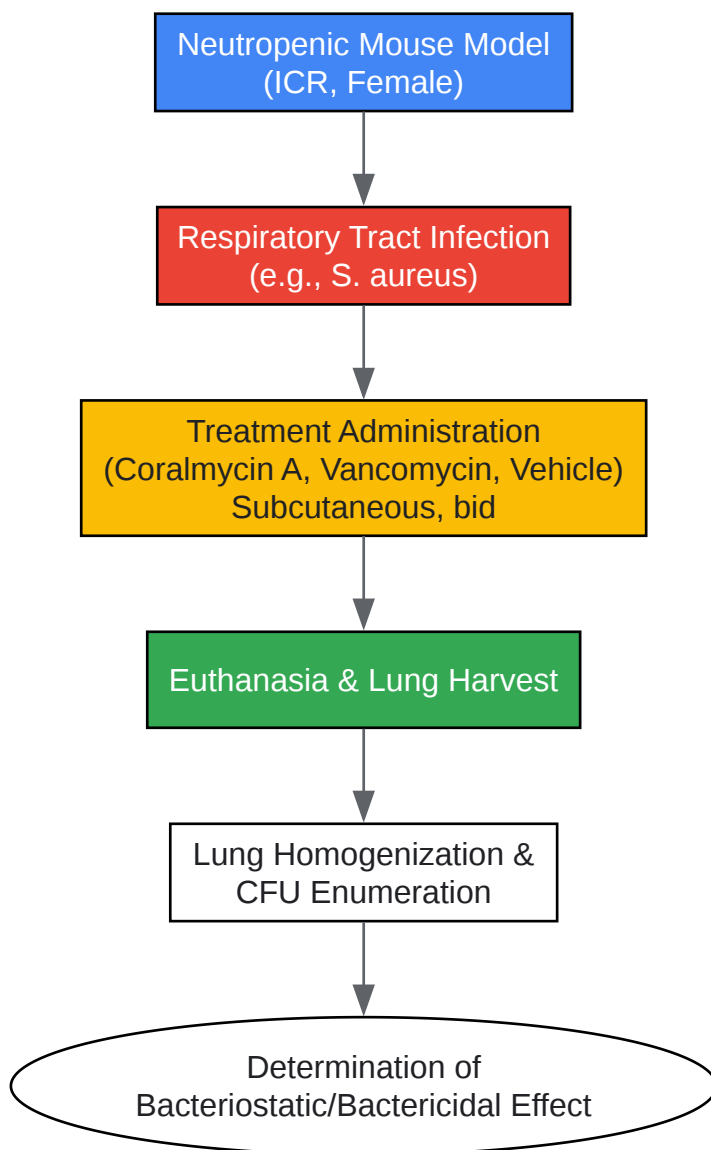 Neutropenic Mouse Model
(ICR, Female)
Respiratory Tract Infection
(e.g., S. aureus)
Treatment Administration
(Coralmycin A, Vancomycin, Vehicle)
Subcutaneous, bid
Euthanasia & Lung Harvest
Lung Homogenization &
CFU Enumeration
Determination of
Bacteriostatic/Bactericidal Effect